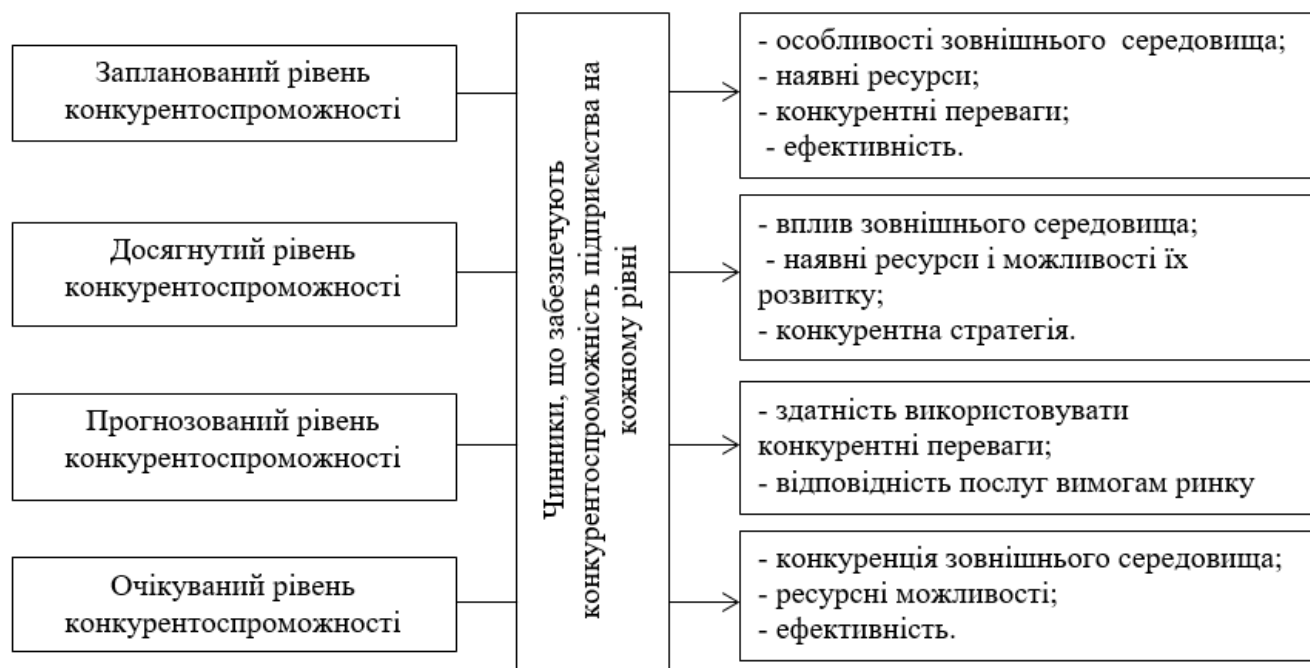 Запланований рівень
конкурентоспроможності
Досягнутий рівень
конкурентоспроможності
Прогнозований рівень
конкурентоспроможності
Очікуваний рівень
конкурентоспроможності
Чинники, що забезпечують
конкурентоспроможність підприємства на
кожному рівні
- особливості зовнішнього середовища;
- наявні ресурси;
- конкурентні переваги;
- ефективність.
- вплив зовнішнього середовища;
- наявні ресурси і можливості їх
розвитку;
- конкурентна стратегія.
- здатність використовувати
конкурентні переваги;
- відповідність послуг вимогам ринку
- конкуренція зовнішнього середовища;
- ресурсні можливості;
- ефективність.